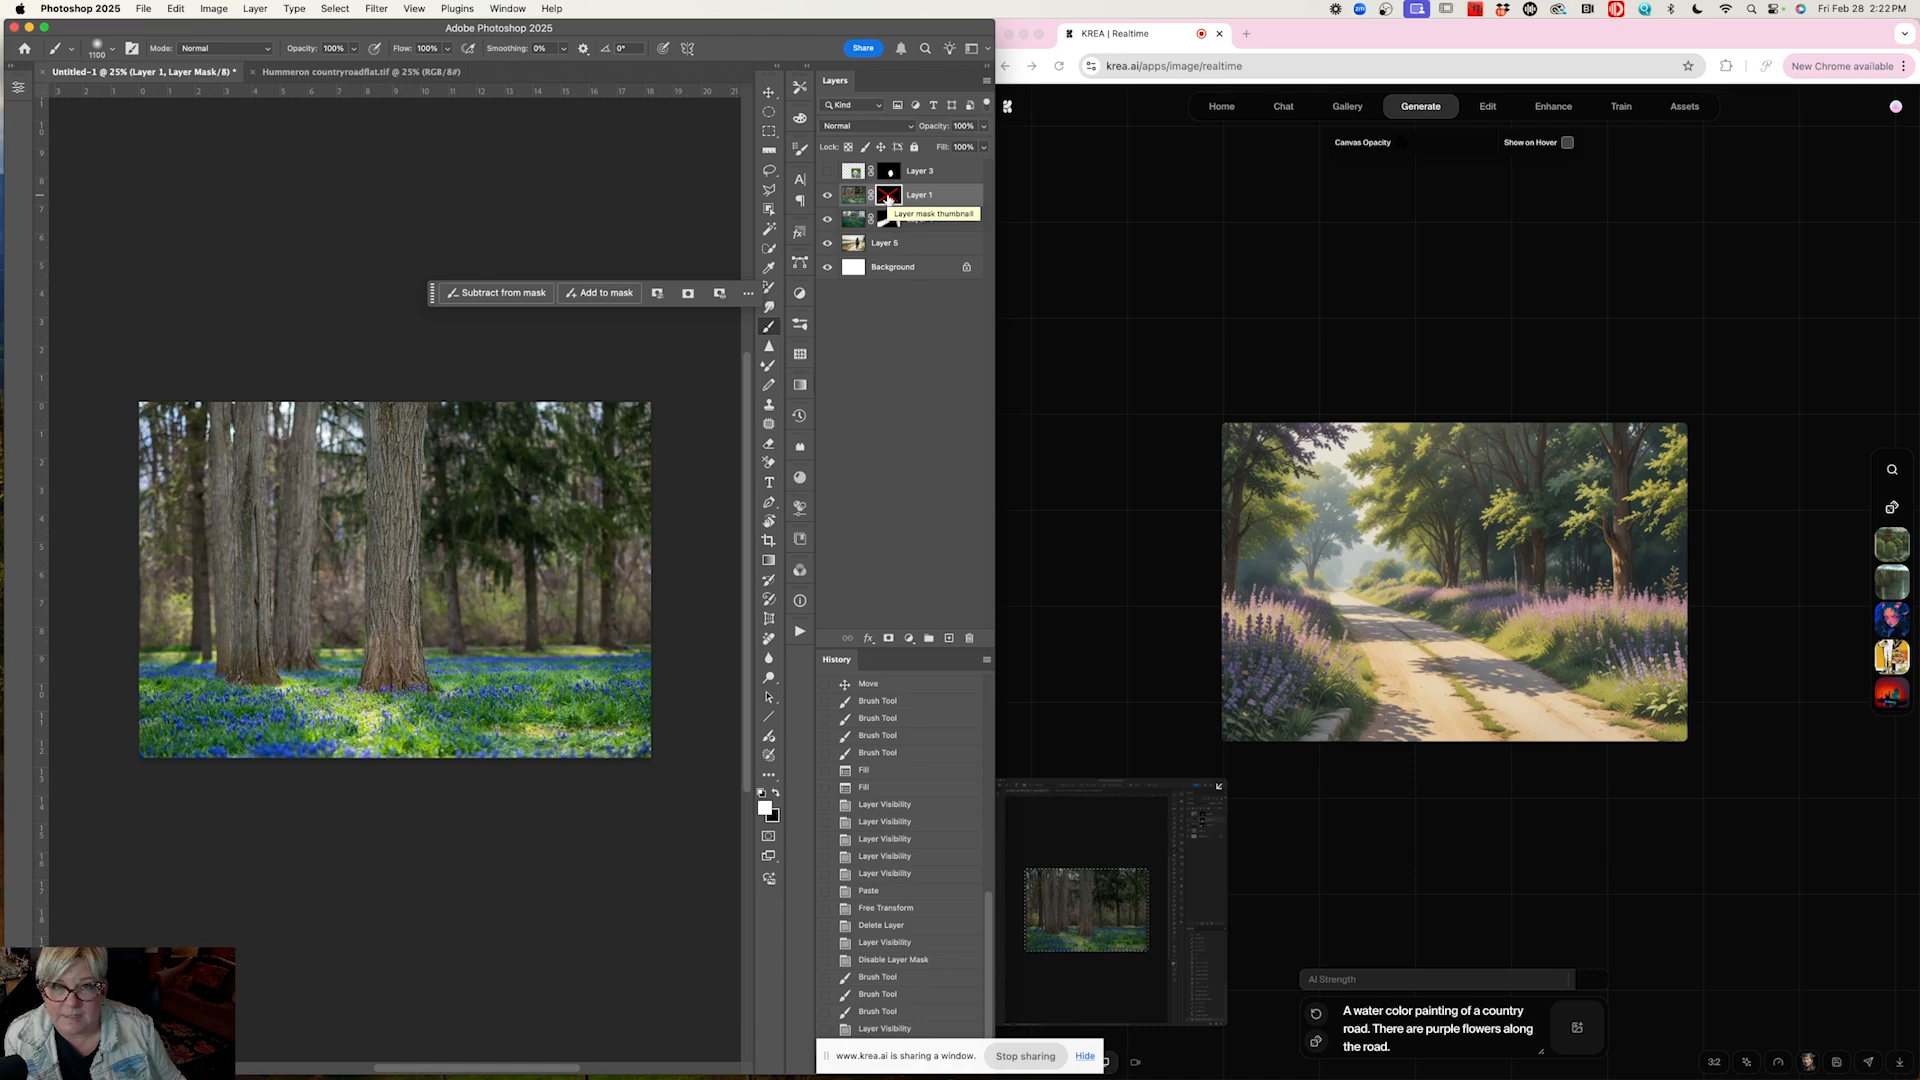 Photoshop 2025 File Edit Image Layer Type Select Filter View Plugins Window Help
Fri Feb 28 2:22 PM
Adobe Photoshop 2025
Mode: Normal Opacity: 100% Flow: 100% Smoothing: 0% 0° Share
1100
Untitled-1 @ 25% (Layer 1, Layer Mask/8) *
Hummeron countryroadflat.tif @ 25% (RGB/8#)
Layers
Kind
Normal Opacity: 100%
Lock: Fill: 100%
Layer 3
Layer 1
Layer mask thumbnail
Layer 5
Background
Subtract from mask Add to mask
History
Move
Brush Tool
Brush Tool
Brush Tool
Brush Tool
Fill
Fill
Layer Visibility
Layer Visibility
Layer Visibility
Layer Visibility
Layer Visibility
Paste
Free Transform
Delete Layer
Layer Visibility
Disable Layer Mask
Brush Tool
Brush Tool
Brush Tool
Layer Visibility
www.krea.ai is sharing a window. Stop sharing Hide
KREA | Realtime
krea.ai/apps/image/realtime
New Chrome available
Home Chat Gallery Generate Edit Enhance Train Assets
Canvas Opacity
Show on Hover
AI Strength
A water color painting of a country
road. There are purple flowers along
the road.
3:2